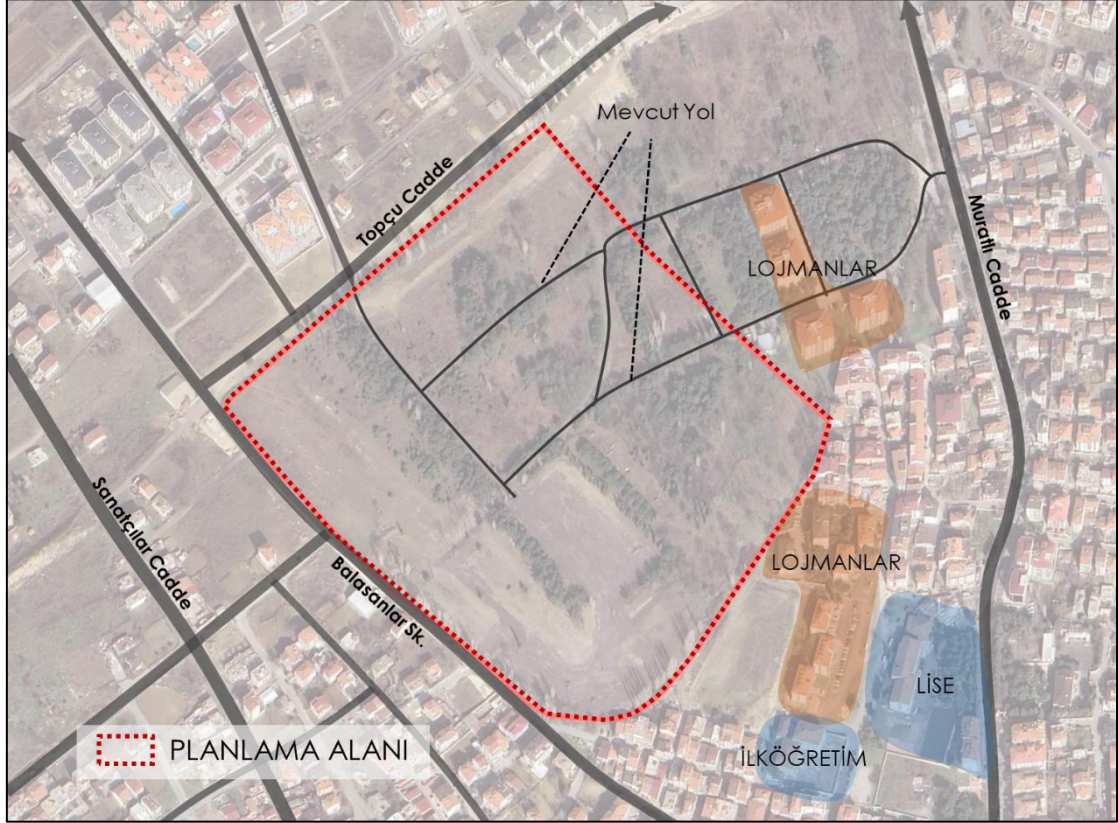 Mevcut Yol
Topçu Cadde
Muratlı Cadde
LOJMANLAR
Sanatçılar Cadde
Balasanlar Sk.
LOJMANLAR
LİSE
İLKÖĞRETİM
PLANLAMA ALANI